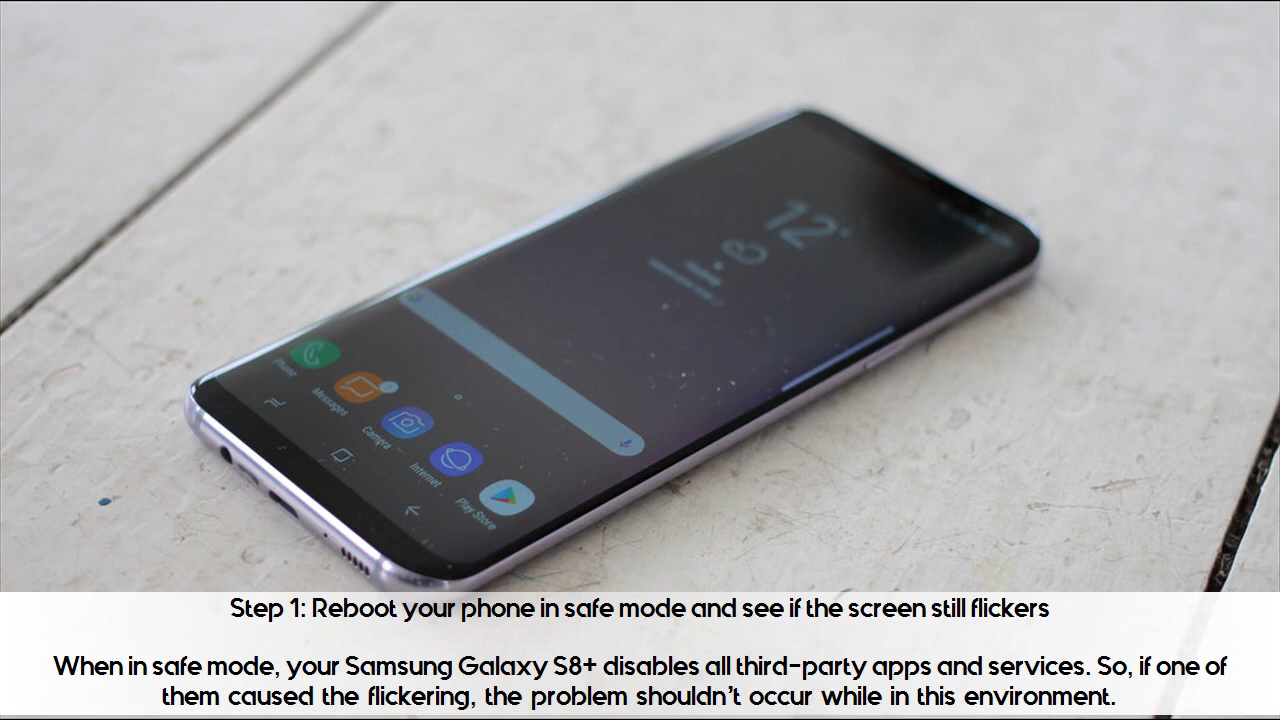 12°
Phone
Messages
Camera
Internet
Play Store
Step 1: Reboot your phone in safe mode and see if the screen still flickers
When in safe mode, your Samsung Galaxy S8+ disables all third-party apps and services. So, if one of
them caused the flickering, the problem shouldn't occur while in this environment.